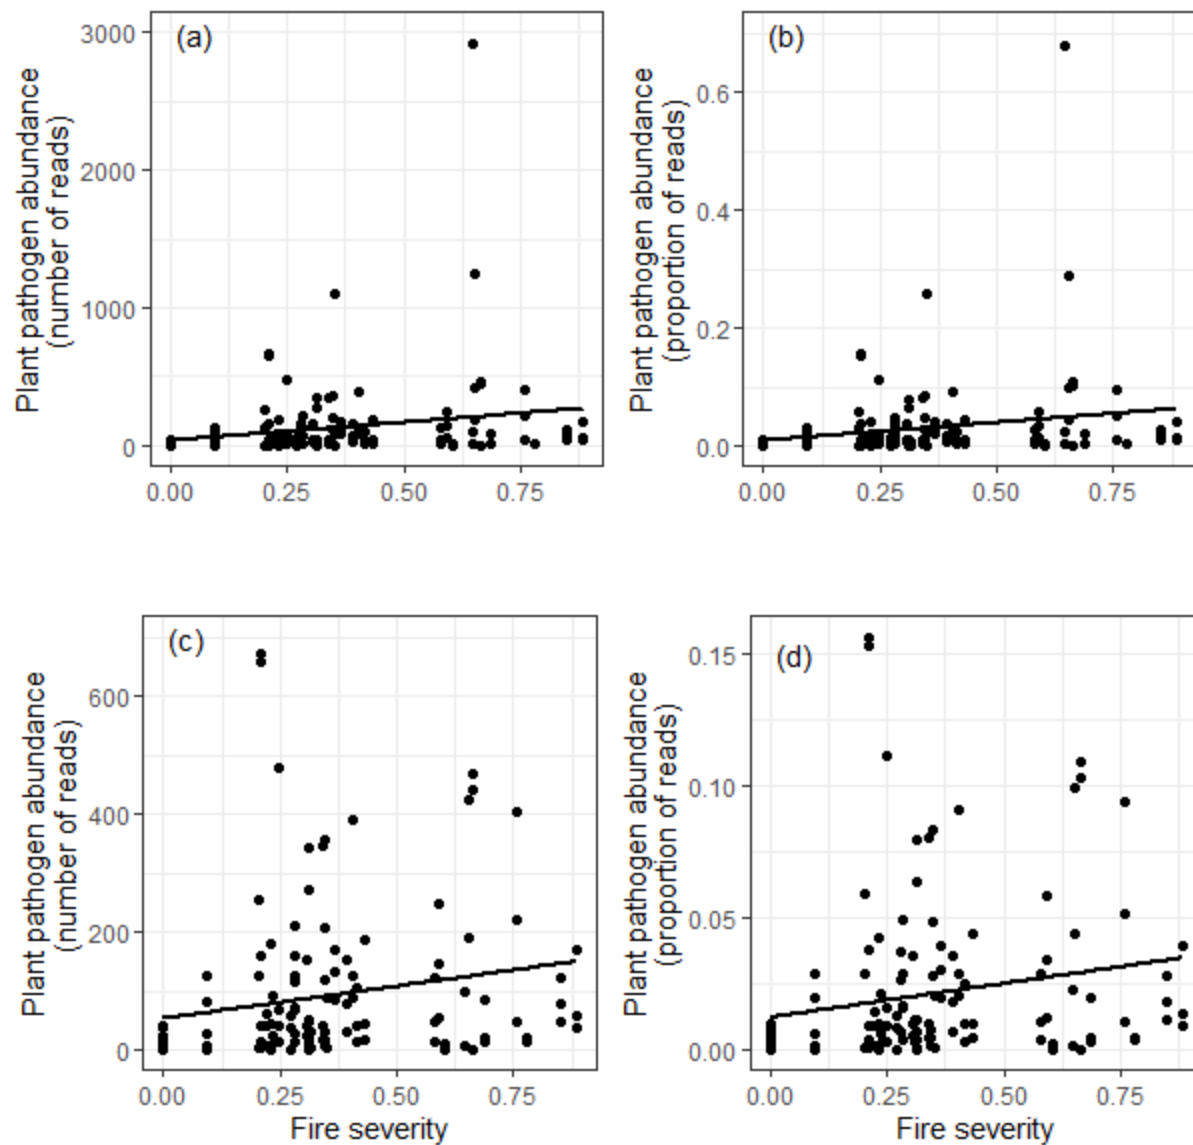 (a)
Plant pathogen abundance
(number of reads)
3000
2000
1000
0
0.00 0.25 0.50 0.75
(b)
Plant pathogen abundance
(proportion of reads)
0.6
0.4
0.2
0.0
0.00 0.25 0.50 0.75
(c)
Plant pathogen abundance
(number of reads)
600
400
200
0
0.00 0.25 0.50 0.75
Fire severity
(d)
Plant pathogen abundance
(proportion of reads)
0.15
0.10
0.05
0.00
0.00 0.25 0.50 0.75
Fire severity